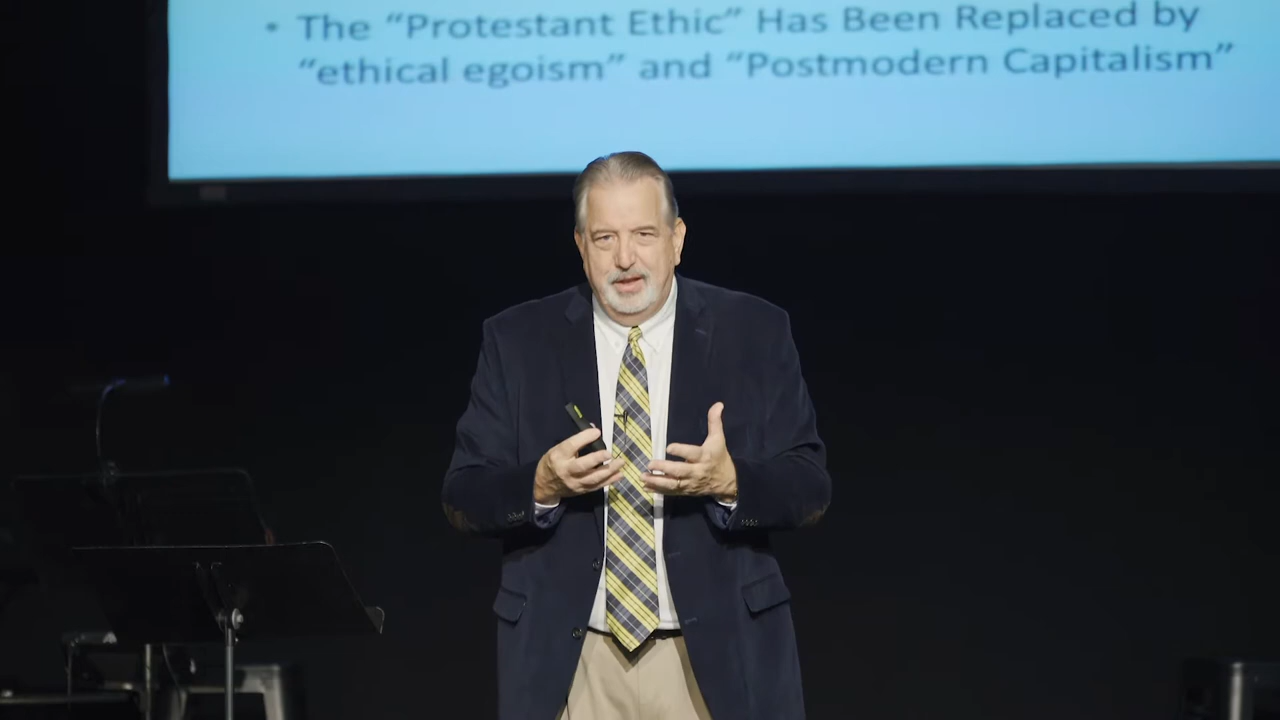 • The “Protestant Ethic” Has Been Replaced by
“ethical egoism” and “Postmodern Capitalism”